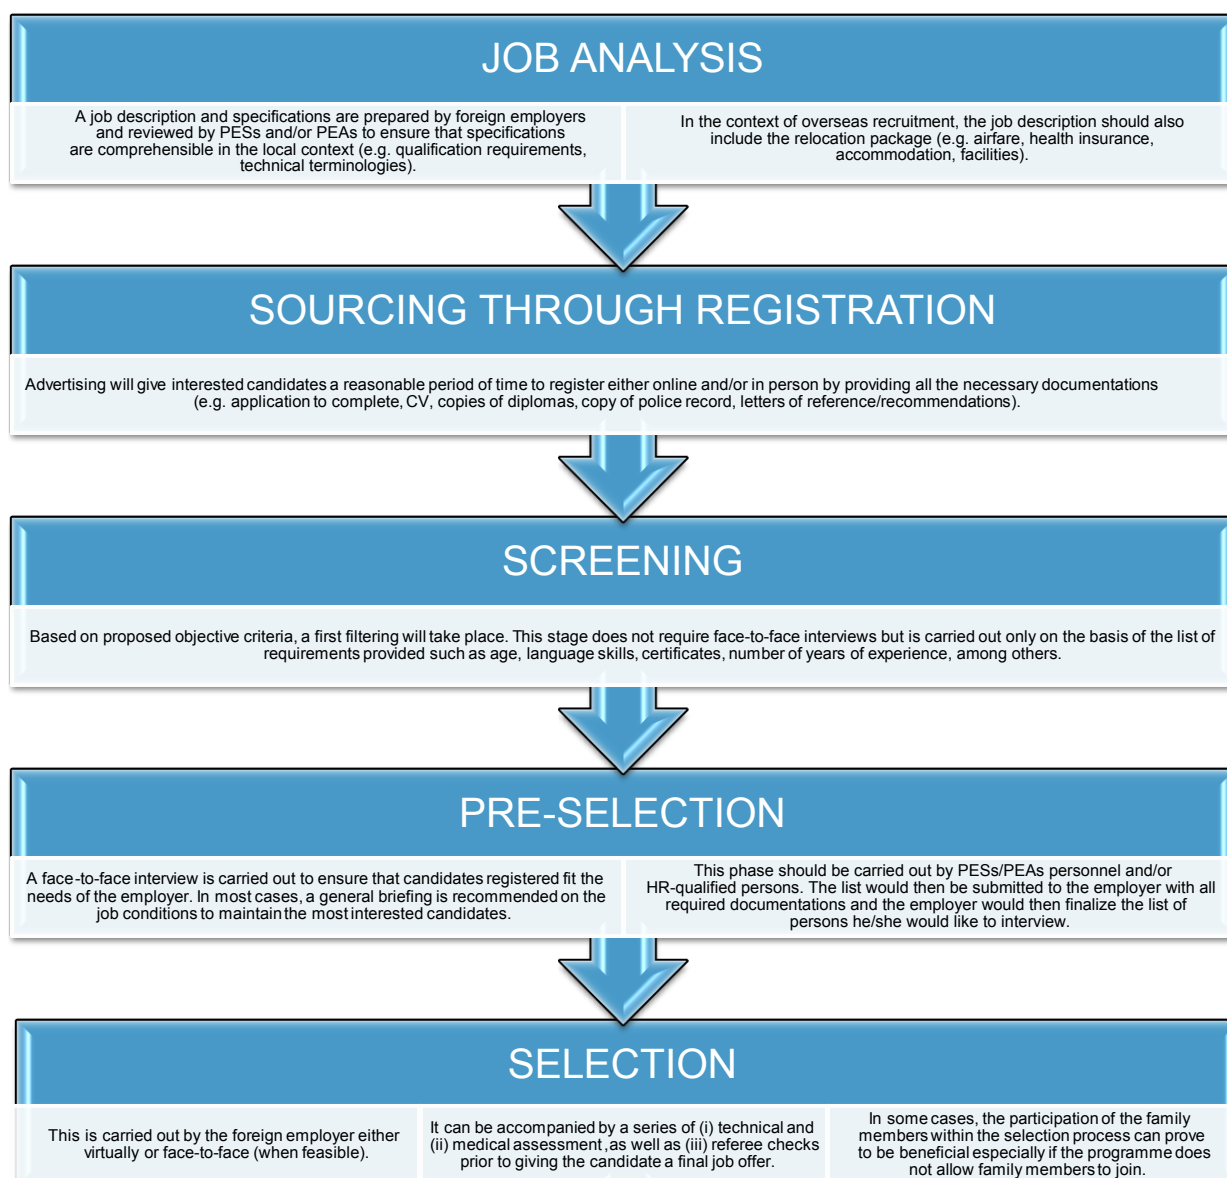 JOB ANALYSIS
A job description and specifications are prepared by foreign employers
and reviewed by PESs and/or PEAs to ensure that specifications
are comprehensible in the local context (e.g. qualification requirements,
technical terminologies).
In the context of overseas recruitment, the job description should also
include the relocation package (e.g. airfare, health insurance,
accommodation, facilities).
SOURCING THROUGH REGISTRATION
Advertising will give interested candidates a reasonable period of time to register either online and/or in person by providing all the necessary documentations
(e.g. application to complete, CV, copies of diplomas, copy of police record, letters of reference/recommendations).
SCREENING
Based on proposed objective criteria, a first filtering will take place. This stage does not require face-to-face interviews but is carried out only on the basis of the list of
requirements provided such as age, language skills, certificates, number of years of experience, among others.
PRE-SELECTION
A face-to-face interview is carried out to ensure that candidates registered fit the
needs of the employer. In most cases, a general briefing is recommended on the
job conditions to maintain the most interested candidates.
This phase should be carried out by PESs/PEAs personnel and/or
HR-qualified persons. The list would then be submitted to the employer with all
required documentations and the employer would then finalize the list of
persons he/she would like to interview.
SELECTION
This is carried out by the foreign employer either
virtually or face-to-face (when feasible).
It can be accompanied by a series of (i) technical and
(ii) medical assessment, as well as (iii) referee checks
prior to giving the candidate a final job offer.
In some cases, the participation of the family
members within the selection process can prove
to be beneficial especially if the programme does
not allow family members to join.